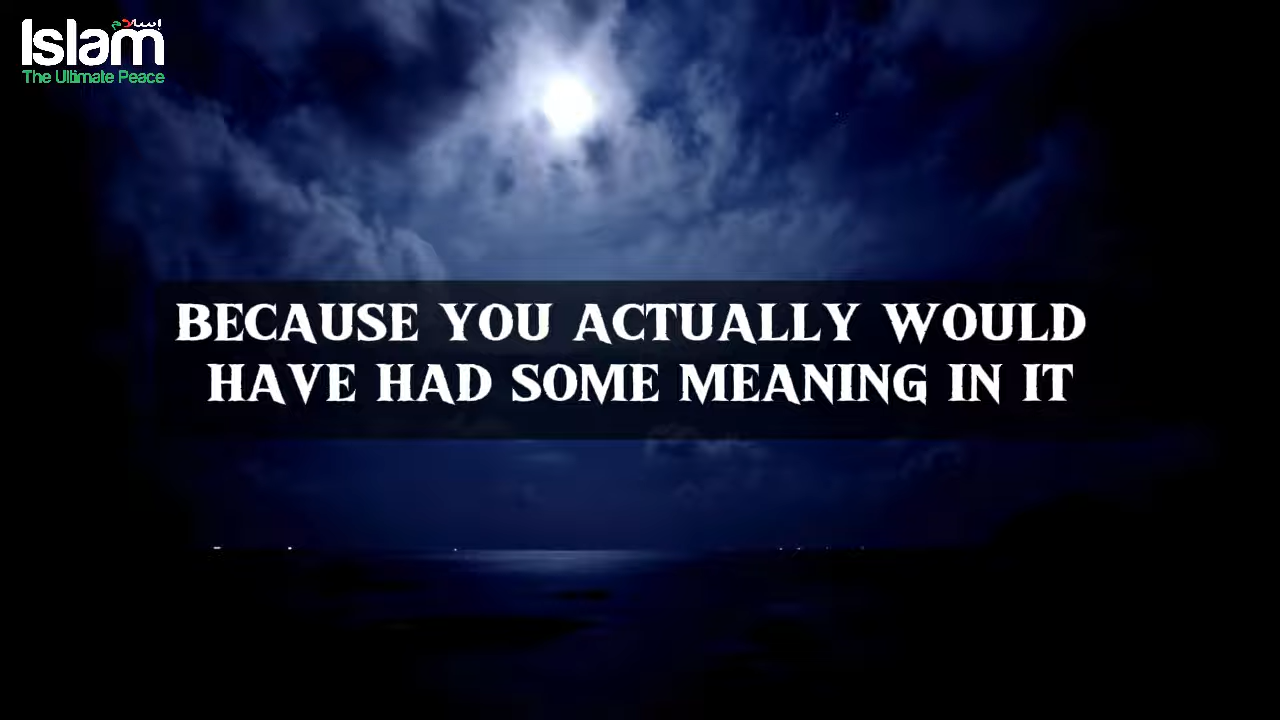 اسلام
Islam
The Ultimate Peace
BECAUSE YOU ACTUALLY WOULD
HAVE HAD SOME MEANING IN IT